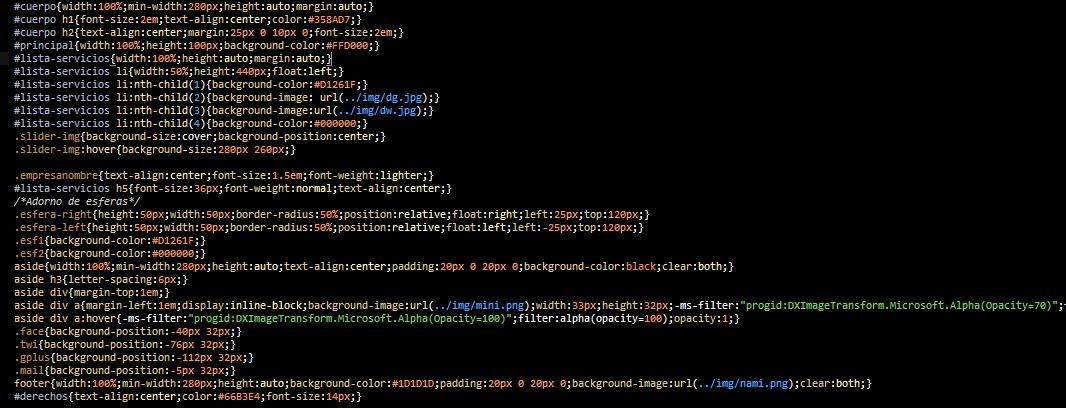 #cuerpo{width:100%;min-width:280px;height:auto;margin:auto;}
#cuerpo h1{font-size:2em;text-align:center;color:#358AD7;}
#cuerpo h2{text-align:center;margin:25px 0 10px 0;font-size:2em;}
#principal{width:100%;height:100px;background-color:#FFD000;}
#lista-servicios{width:100%;height:auto;margin:auto;}
#lista-servicios li{width:50%;height:440px;float:left;}
#lista-servicios li:nth-child(1){background-color:#D1261F;}
#lista-servicios li:nth-child(2){background-image: url(../img/dg.jpg);}
#lista-servicios li:nth-child(3){background-image:url(../img/dw.jpg);}
#lista-servicios li:nth-child(4){background-color:#000000;}
.slider-img{background-size:cover;background-position:center;}
.slider-img:hover{background-size:280px 260px;}
.empresanombre{text-align:center;font-size:1.5em;font-weight:lighter;}
#lista-servicios h5{font-size:36px;font-weight:normal;text-align:center;}
/*Adorno de esferas*/
.esfera-right{height:50px;width:50px;border-radius:50%;position:relative;float:right;left:25px;top:120px;}
.esfera-left{height:50px;width:50px;border-radius:50%;position:relative;float:left;left:-25px;top:120px;}
.esf1{background-color:#D1261F;}
.esf2{background-color:#000000;}
aside{width:100%;min-width:280px;height:auto;text-align:center;padding:20px 0 20px 0;background-color:black;clear:both;}
aside h3{letter-spacing:6px;}
aside div{margin-top:1em;}
aside div a{margin-left:1em;display:inline-block;background-image:url(../img/mini.png);width:33px;height:32px;-ms-filter:"progid:DXImageTransform.Microsoft.Alpha(Opacity=70)";
aside div a:hover{-ms-filter:"progid:DXImageTransform.Microsoft.Alpha(Opacity=100)";filter:alpha(opacity=100);opacity:1;}
.face{background-position:-40px 32px;}
.twi{background-position:-76px 32px;}
.gplus{background-position:-112px 32px;}
.mail{background-position:-5px 32px;}
footer{width:100%;min-width:280px;height:auto;background-color:#1D1D1D;padding:20px 0 20px 0;background-image:url(../img/nami.png);clear:both;}
#derechos{text-align:center;color:#66B3E4;font-size:14px;}